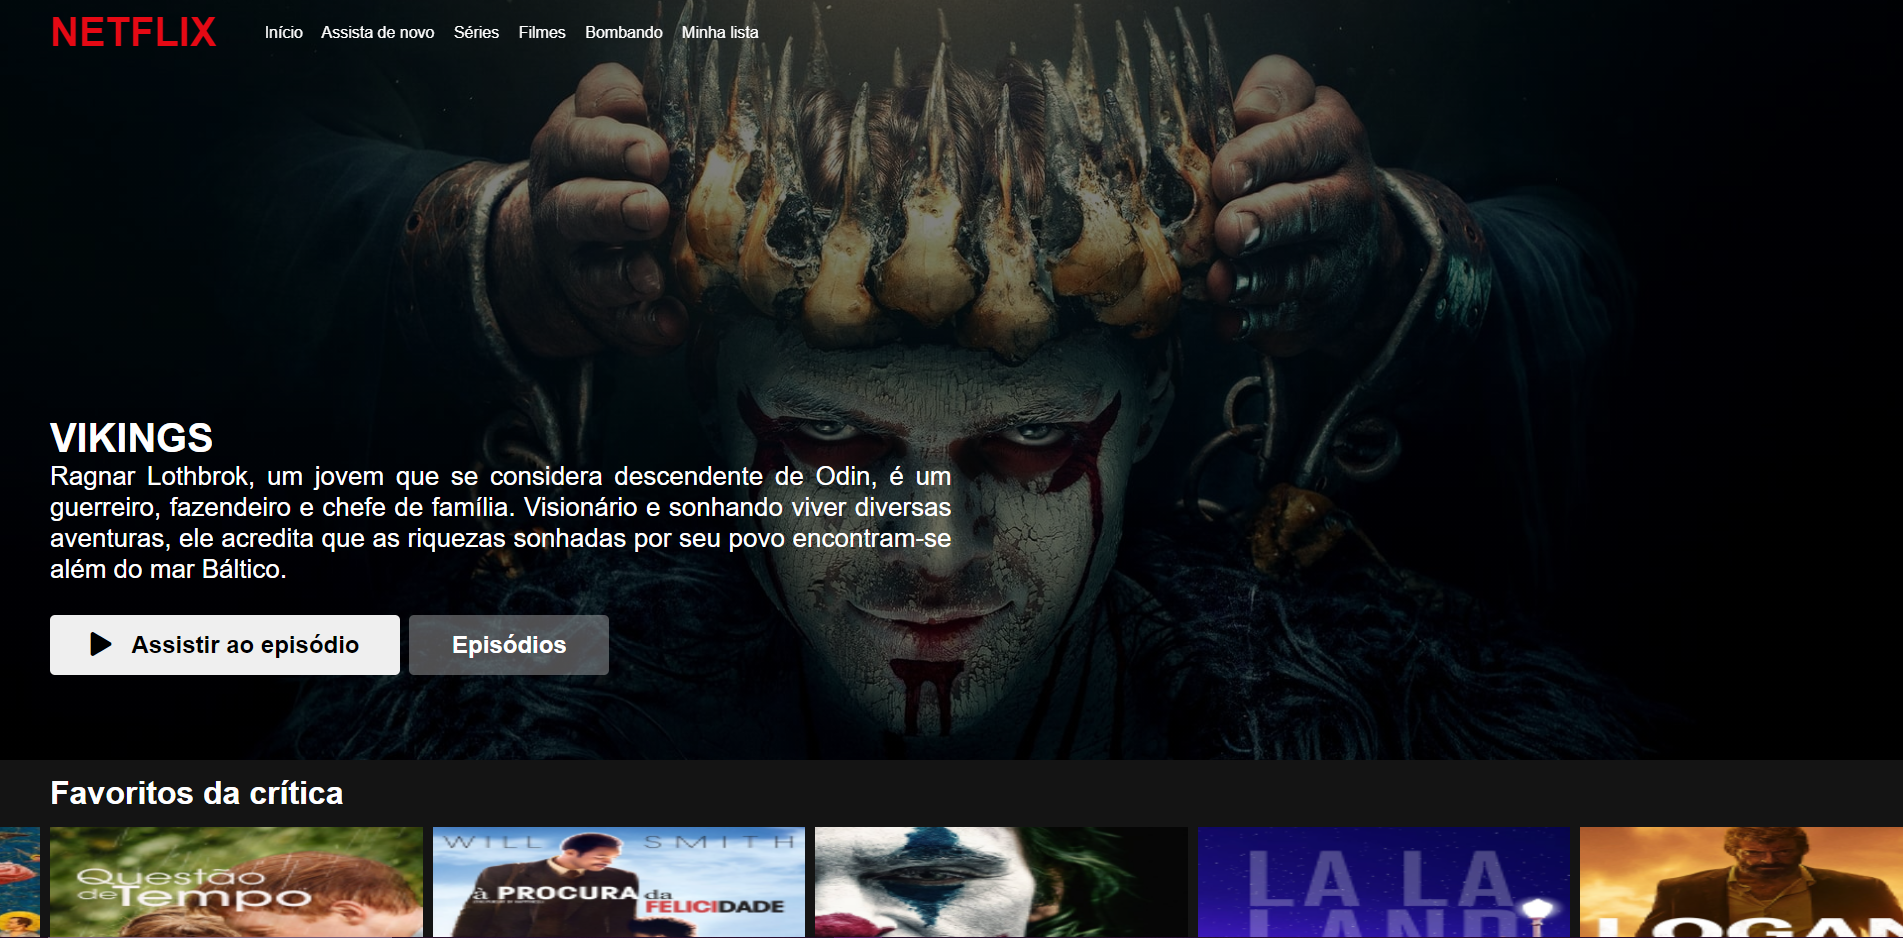 NETFLIX
Início Assista de novo Séries Filmes Bombando Minha lista
VIKINGS
Ragnar Lothbrok, um jovem que se considera descendente de Odin, é um
guerreiro, fazendeiro e chefe de família. Visionário e sonhando viver diversas
aventuras, ele acredita que as riquezas sonhadas por seu povo encontram-se
além do mar Báltico.
Assistir ao episódio
Episódios
Favoritos da crítica
Questão
de Tempo
WILL SMITH
à PROCURA da
FELICIDADE
LA LA
LAND
LOGAN